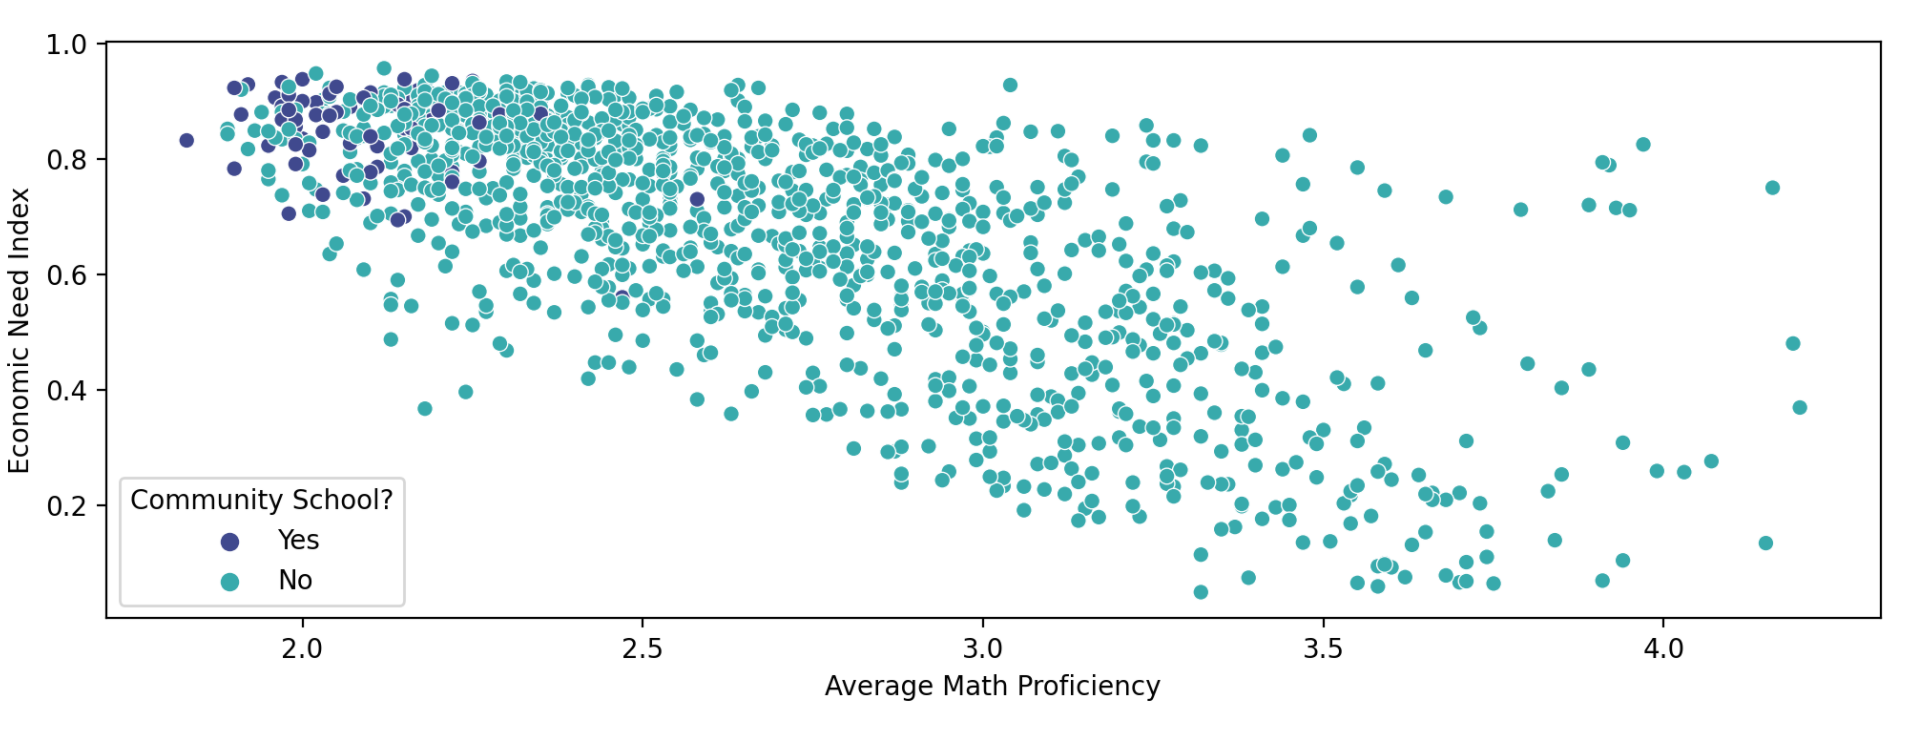 1.0
0.8
0.6
0.4
0.2
Economic Need Index
Community School?
Yes
No
2.0 2.5 3.0 3.5 4.0
Average Math Proficiency